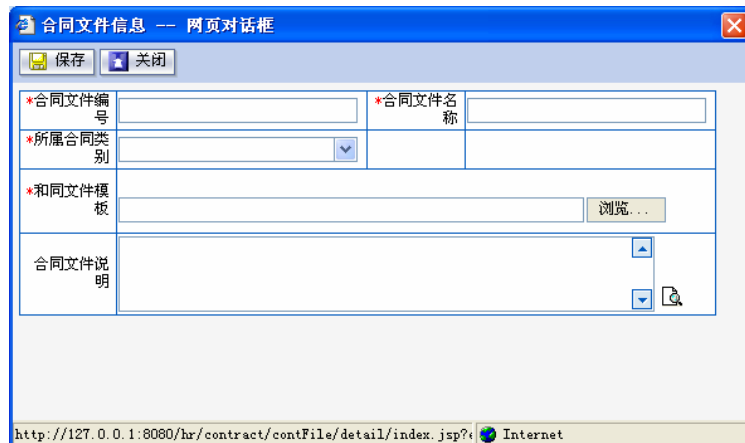 合同文件信息 -- 网页对话框
保存 关闭
*合同文件编号 *合同文件名称
*所属合同类别
*和同文件模板 浏览...
合同文件说明
http://127.0.0.1:8080/hr/contract/contFile/detail/index.jsp? Internet